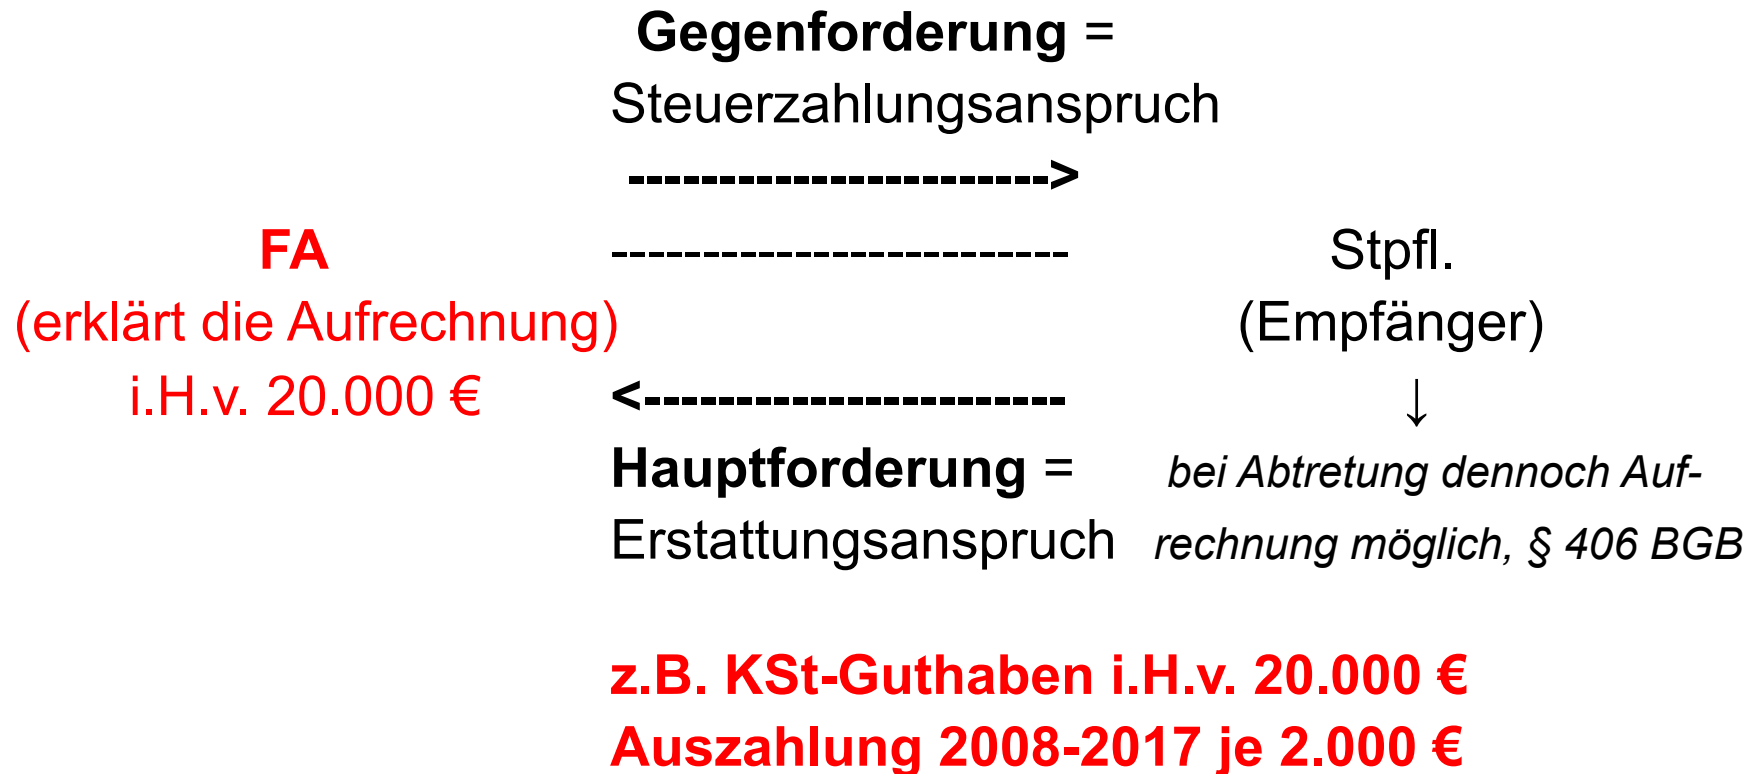 Gegenforderung =
Steuerzahlungsanspruch
----------------------->
FA ------------------------- Stpfl.
(erklärt die Aufrechnung) (Empfänger)
i.H.v. 20.000 € <----------------------- ↓
Hauptforderung = bei Abtretung dennoch Auf-
Erstattungsanspruch rechnung möglich, § 406 BGB
z.B. KSt-Guthaben i.H.v. 20.000 €
Auszahlung 2008-2017 je 2.000 €